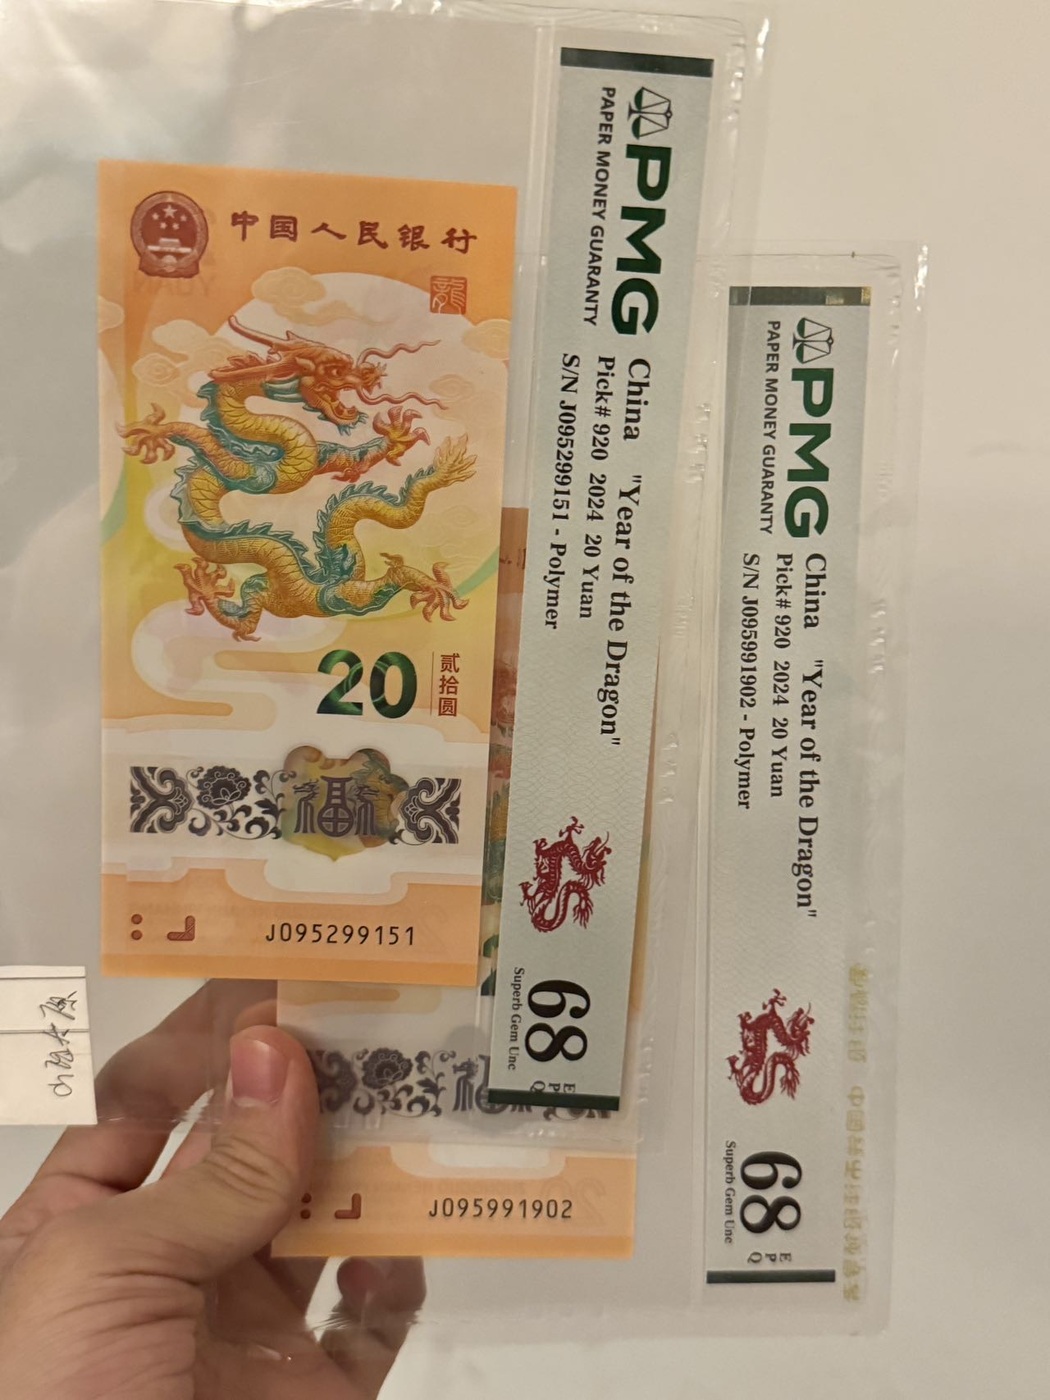 中国人民银行
龍
20
贰拾圆
福
J095299151
PMG
PAPER MONEY GUARANTY
China "Year of the Dragon"
Pick# 920 2024 20 Yuan
S/N J095299151 - Polymer
68
EPQ
Superb Gem Unc
J095991902
PMG
PAPER MONEY GUARANTY
China "Year of the Dragon"
Pick# 920 2024 20 Yuan
S/N J095991902 - Polymer
68
EPQ
Superb Gem Unc